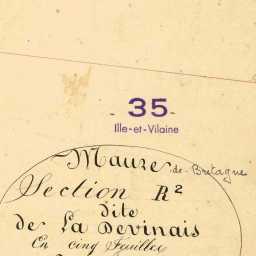 - 35 -
Ille-et-Vilaine
Maure de-Bretagne
Section R²
dite
de La Devinais
En cinq Feuilles